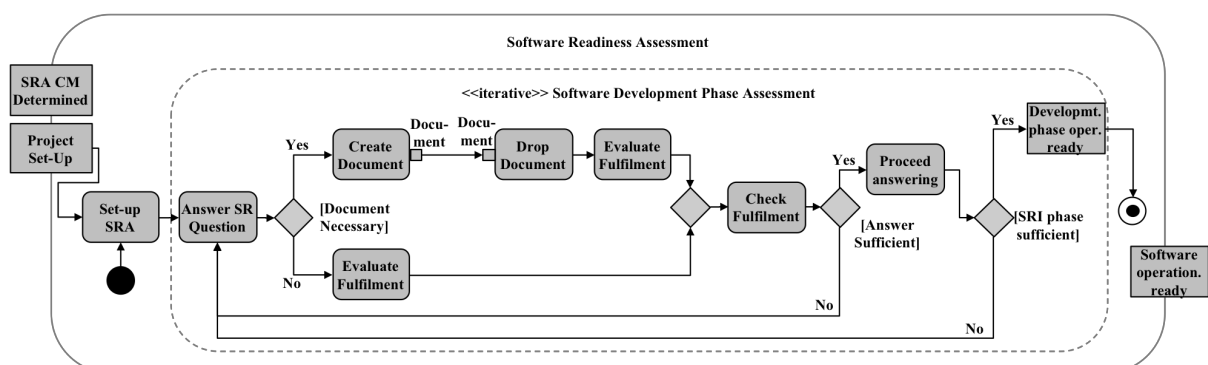 Software Readiness Assessment
SRA CM
Determined
Project
Set-Up
<<iterative>> Software Development Phase Assessment
Set-up
SRA
Answer SR
Question
Yes
[Document
Necessary]
No
Create
Document
Docu-
ment
Docu-
ment
Drop
Document
Evaluate
Fulfilment
Evaluate
Fulfilment
Check
Fulfilment
Yes
[Answer
Sufficient]
No
Proceed
answering
Yes
[SRI phase
sufficient]
No
Developmt.
phase oper.
ready
Software
operation.
ready